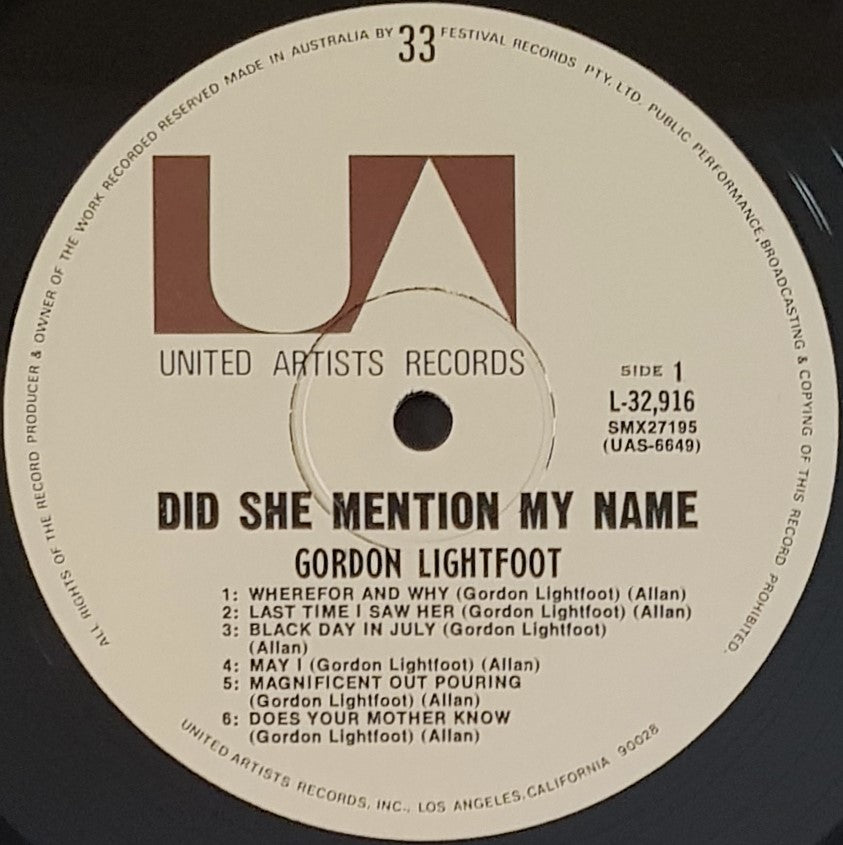 ALL RIGHTS OF THE RECORD PRODUCER & OWNER OF THE WORK RECORDED RESERVED MADE IN AUSTRALIA BY 33 FESTIVAL RECORDS PTY. LTD. PUBLIC PERFORMANCE, BROADCASTING & COPYING OF THIS RECORD PROHIBITED.
UA
UNITED ARTISTS RECORDS
SIDE 1
L-32,916
SMX27195
(UAS-6649)
DID SHE MENTION MY NAME
GORDON LIGHTFOOT
1: WHEREFOR AND WHY (Gordon Lightfoot) (Allan)
2: LAST TIME I SAW HER (Gordon Lightfoot) (Allan)
3: BLACK DAY IN JULY (Gordon Lightfoot)
(Allan)
4: MAY I (Gordon Lightfoot) (Allan)
5: MAGNIFICENT OUT POURING
(Gordon Lightfoot) (Allan)
6: DOES YOUR MOTHER KNOW
(Gordon Lightfoot) (Allan)
UNITED ARTISTS RECORDS, INC., LOS ANGELES, CALIFORNIA 90028